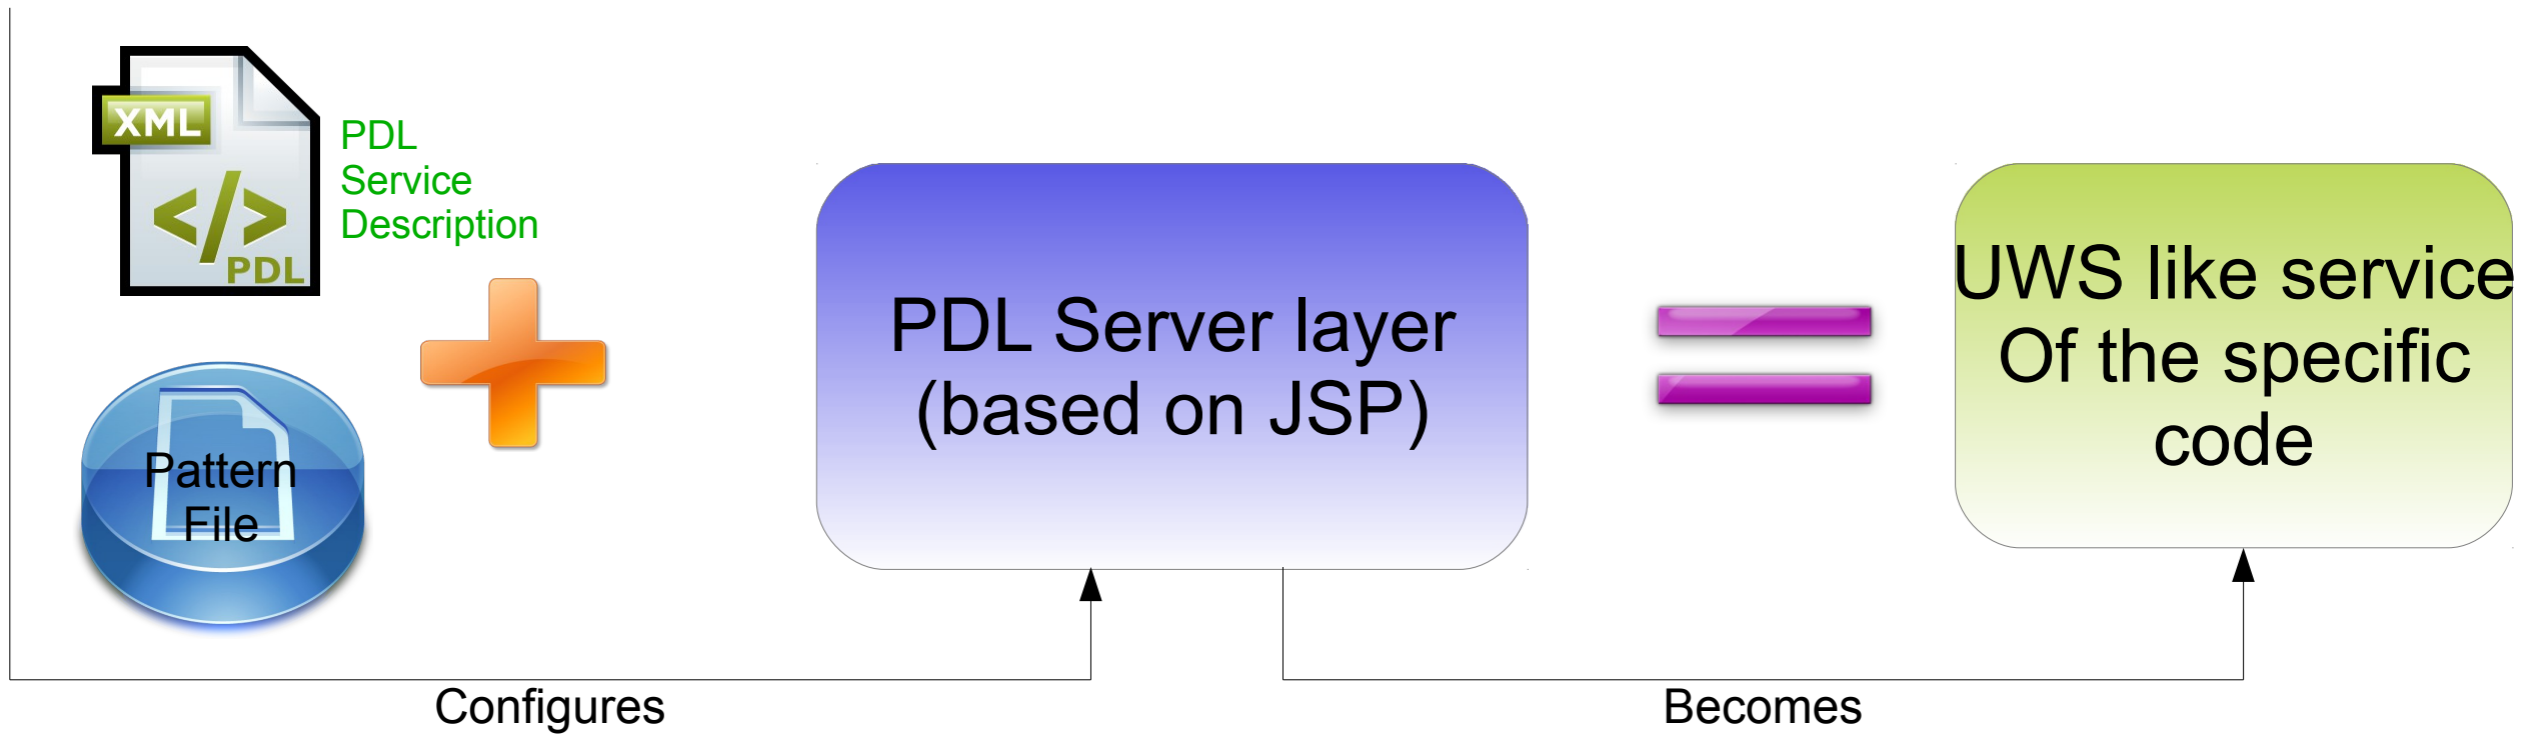 XML
</>
PDL
PDL
Service
Description
Pattern
File
PDL Server layer
(based on JSP)
UWS like service
Of the specific
code
Configures
Becomes